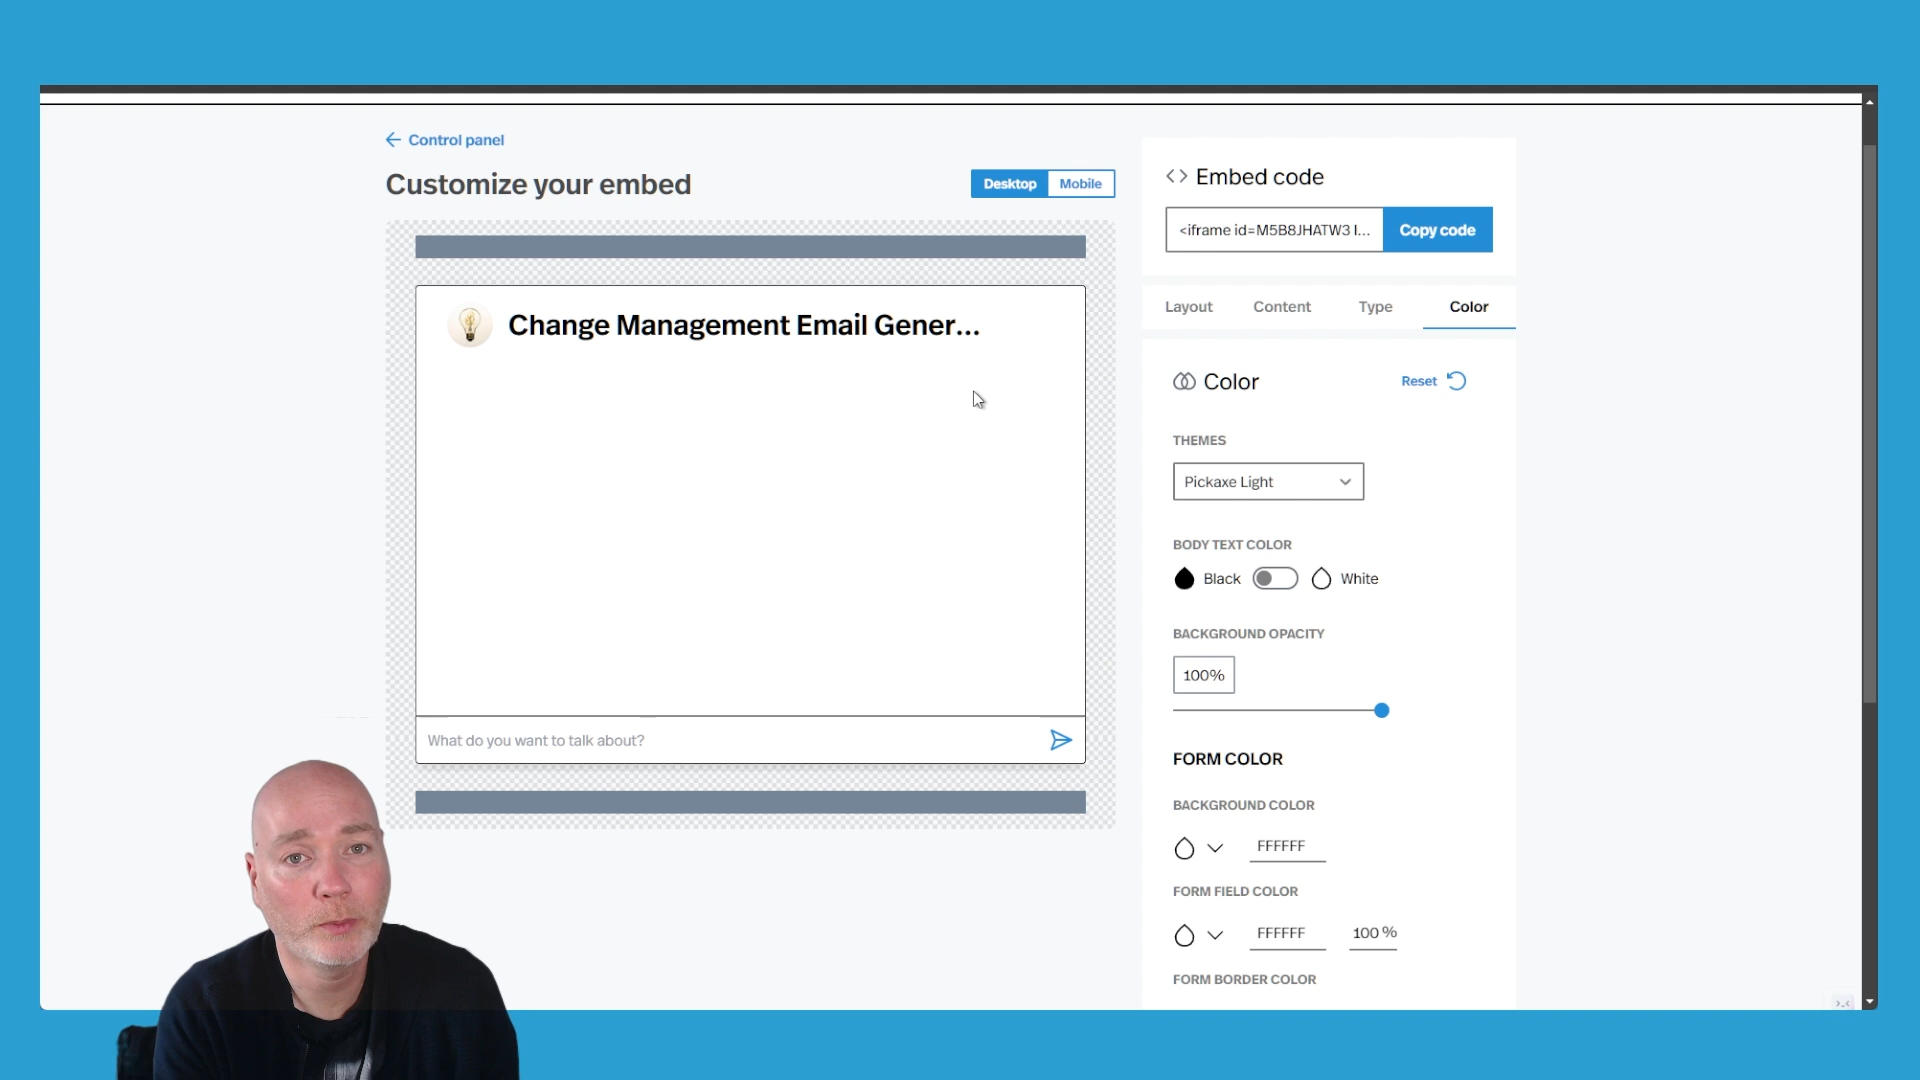 Control panel
Customize your embed
Desktop
Mobile
Change Management Email Gener...
What do you want to talk about?
Embed code
<iframe id=M5B8JHATW3 l...
Copy code
Layout
Content
Type
Color
Color
Reset
THEMES
Pickaxe Light
BODY TEXT COLOR
Black
White
BACKGROUND OPACITY
100%
FORM COLOR
BACKGROUND COLOR
FFFFFF
FORM FIELD COLOR
FFFFFF
100 %
FORM BORDER COLOR